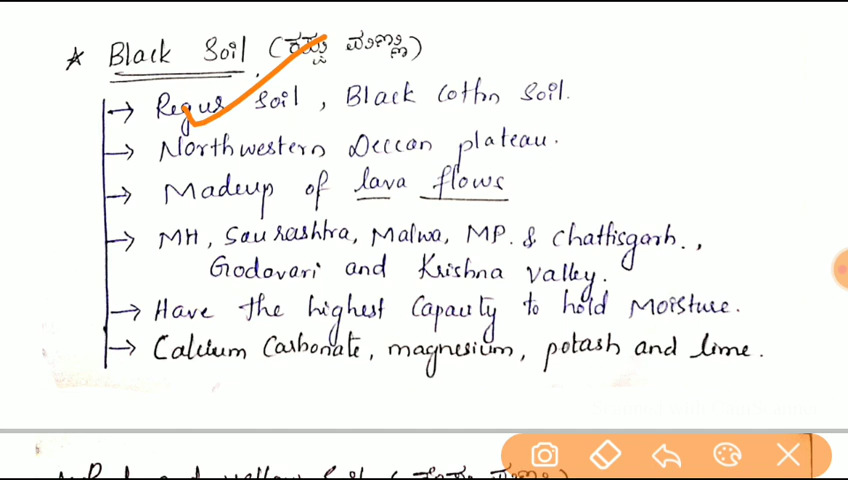 * Black Soil (ಕಪ್ಪು ಮಣ್ಣು)
→ Regur Soil, Black Cotton Soil.
→ Northwestern Deccan plateau.
→ Madeup of lava flows
→ MH, Saurashtra, Malwa, MP. & Chattisgarh.,
Godavari and Krishna Valley.
→ Have the highest Capacity to hold Moisture.
→ Calcium Carbonate, magnesium, potash and lime.